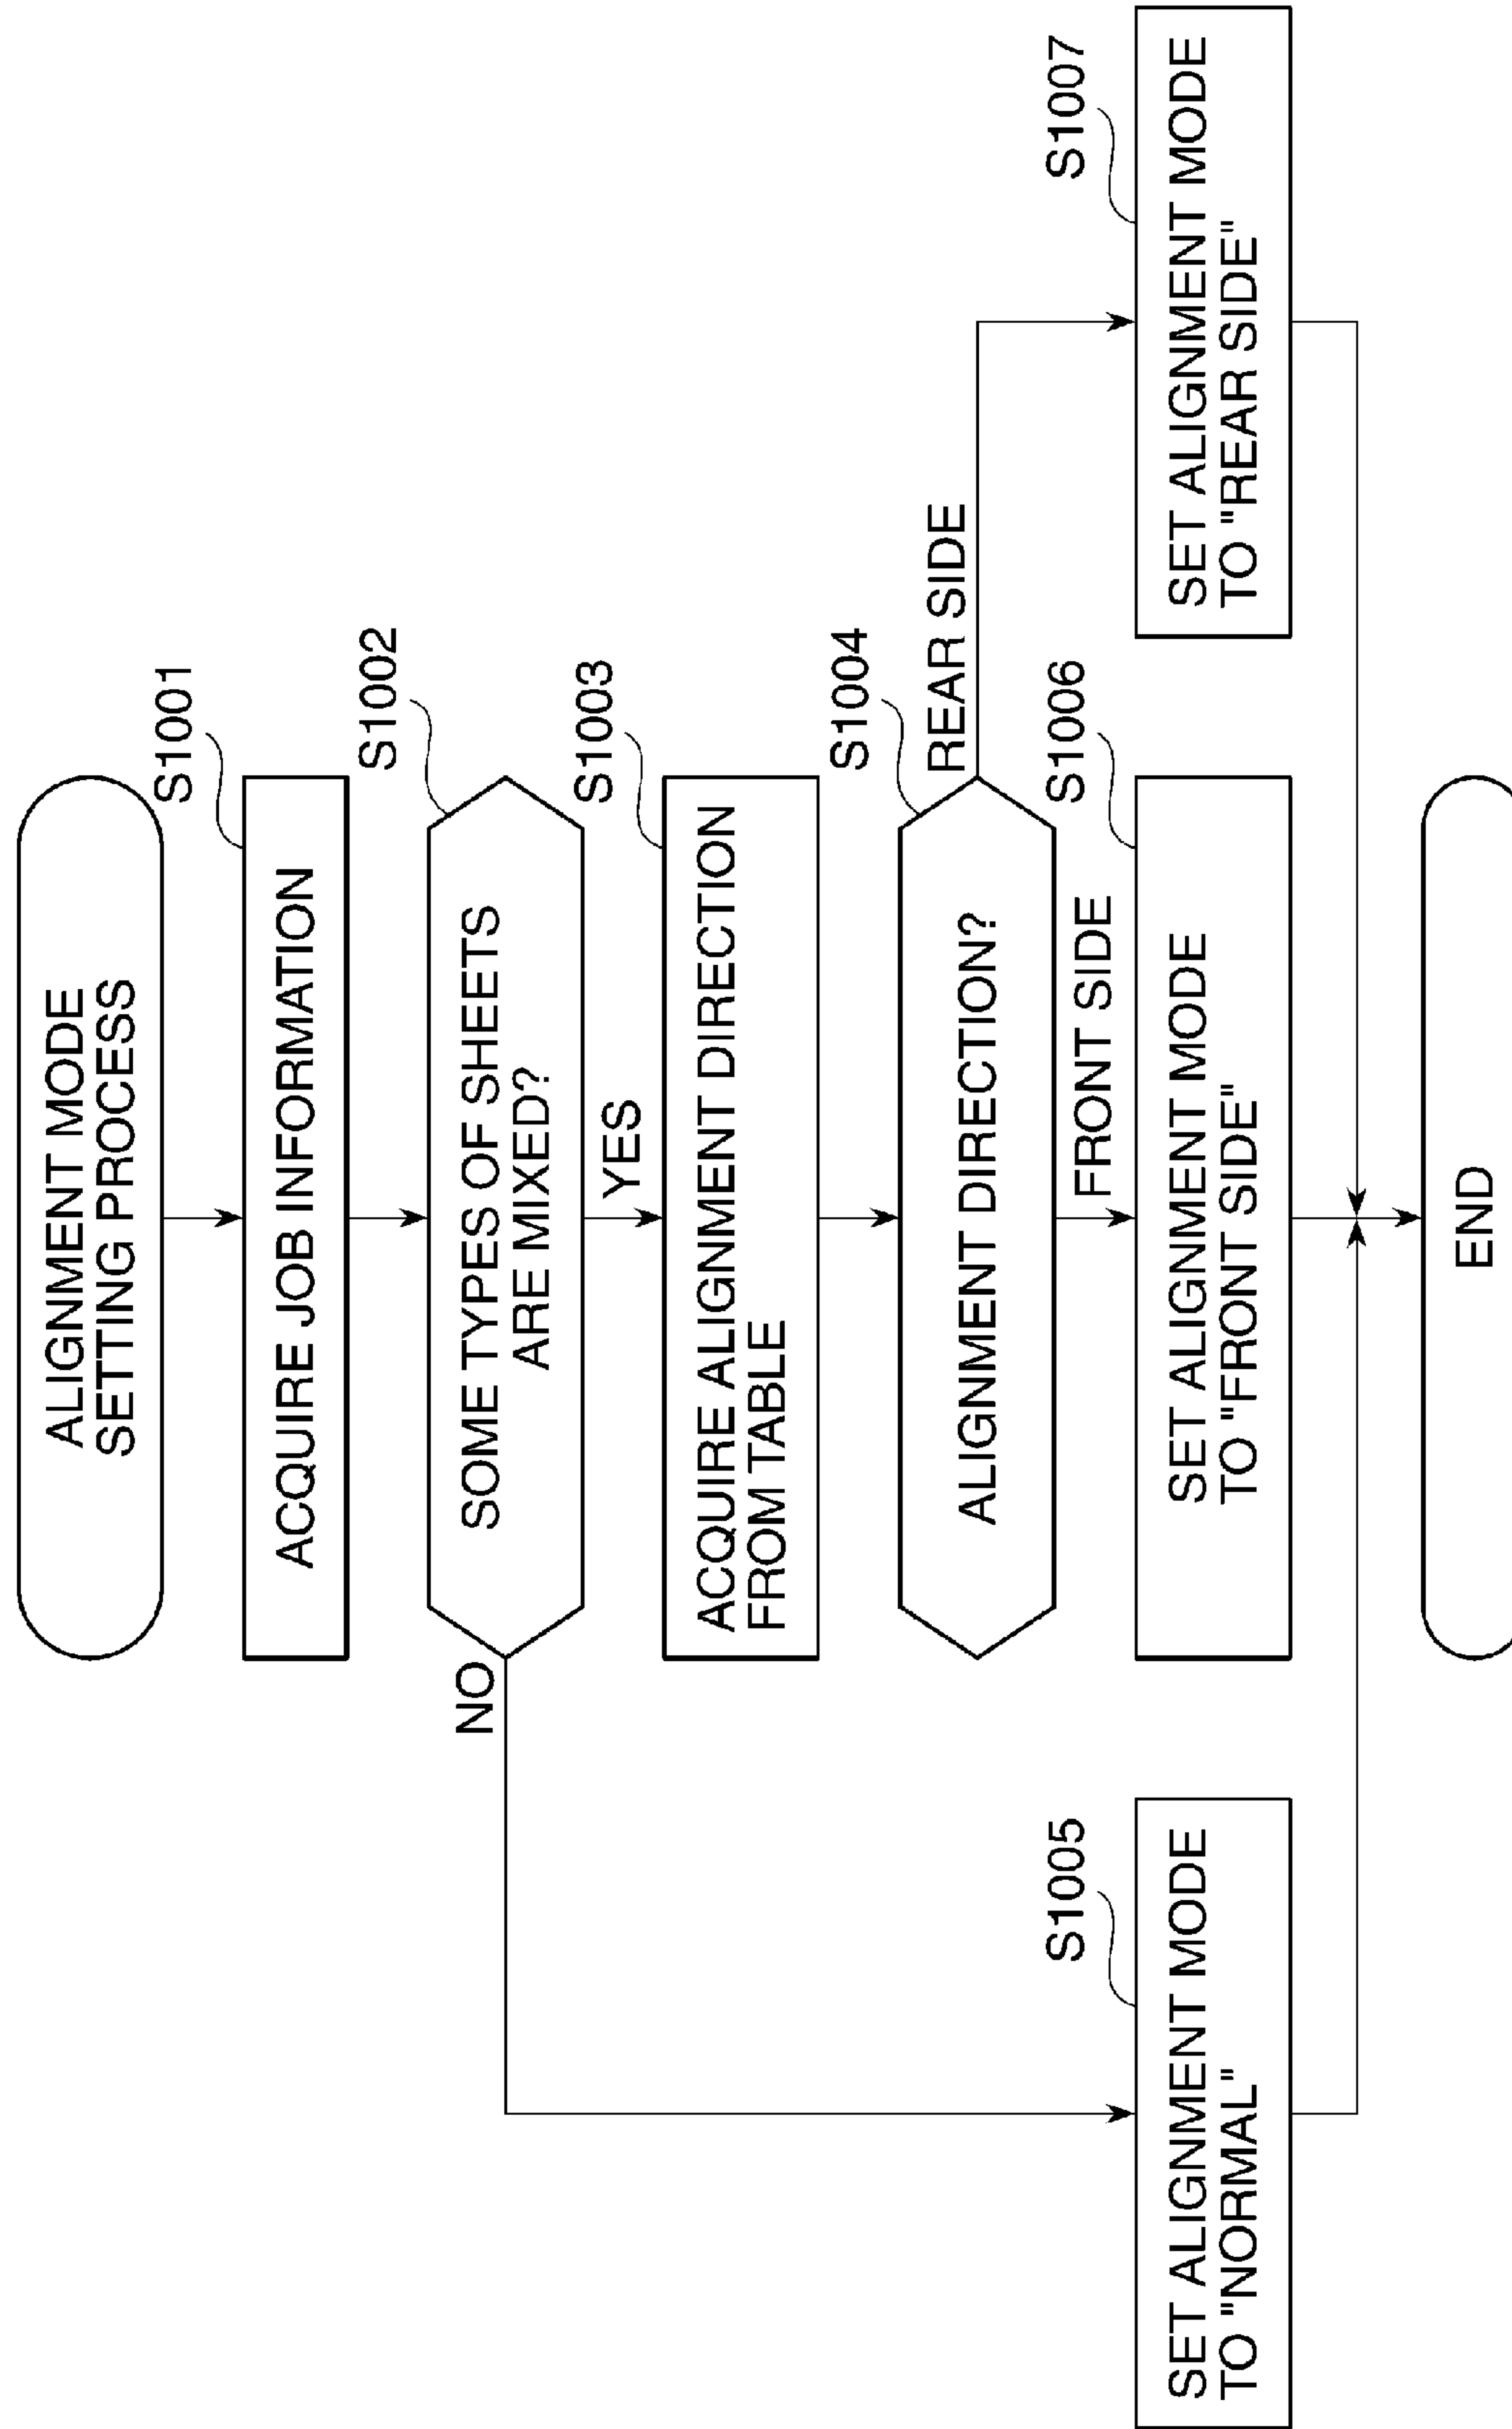 ALIGNMENT MODE
SETTING PROCESS
S1001
ACQUIRE JOB INFORMATION
S1002
SOME TYPES OF SHEETS
ARE MIXED?
NO
YES
S1003
ACQUIRE ALIGNMENT DIRECTION
FROM TABLE
S1004
ALIGNMENT DIRECTION?
REAR SIDE
FRONT SIDE
S1005
SET ALIGNMENT MODE
TO "NORMAL"
S1006
SET ALIGNMENT MODE
TO "FRONT SIDE"
S1007
SET ALIGNMENT MODE
TO "REAR SIDE"
END